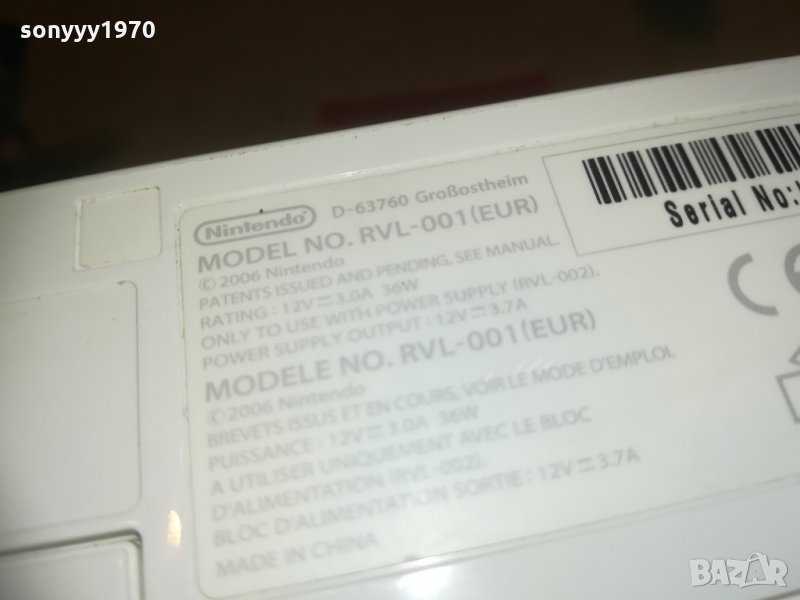 sonyyy1970
Nintendo D-63760 Großostheim
MODEL NO. RVL-001(EUR)
© 2006 Nintendo
PATENTS ISSUED AND PENDING, SEE MANUAL.
RATING : 12V⎓3.0A 36W
ONLY TO USE WITH POWER SUPPLY (RVL-002).
POWER SUPPLY OUTPUT : 12V⎓3.7A
MODELE NO. RVL-001(EUR)
© 2006 Nintendo
BREVETS ISSUS ET EN COURS, VOIR LE MODE D'EMPLOI.
PUISSANCE : 12V⎓3.0A 36W
A UTILISER UNIQUEMENT AVEC LE BLOC
D'ALIMENTATION (RVL-002).
BLOC D'ALIMENTATION SORTIE : 12V⎓3.7A
MADE IN CHINA
Serial No:
CE
BAZAR